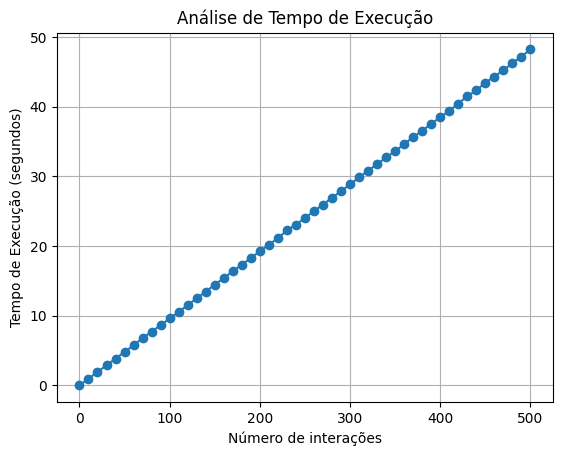 Análise de Tempo de Execução
50
40
30
20
10
0
Tempo de Execução (segundos)
0 100 200 300 400 500
Número de interações